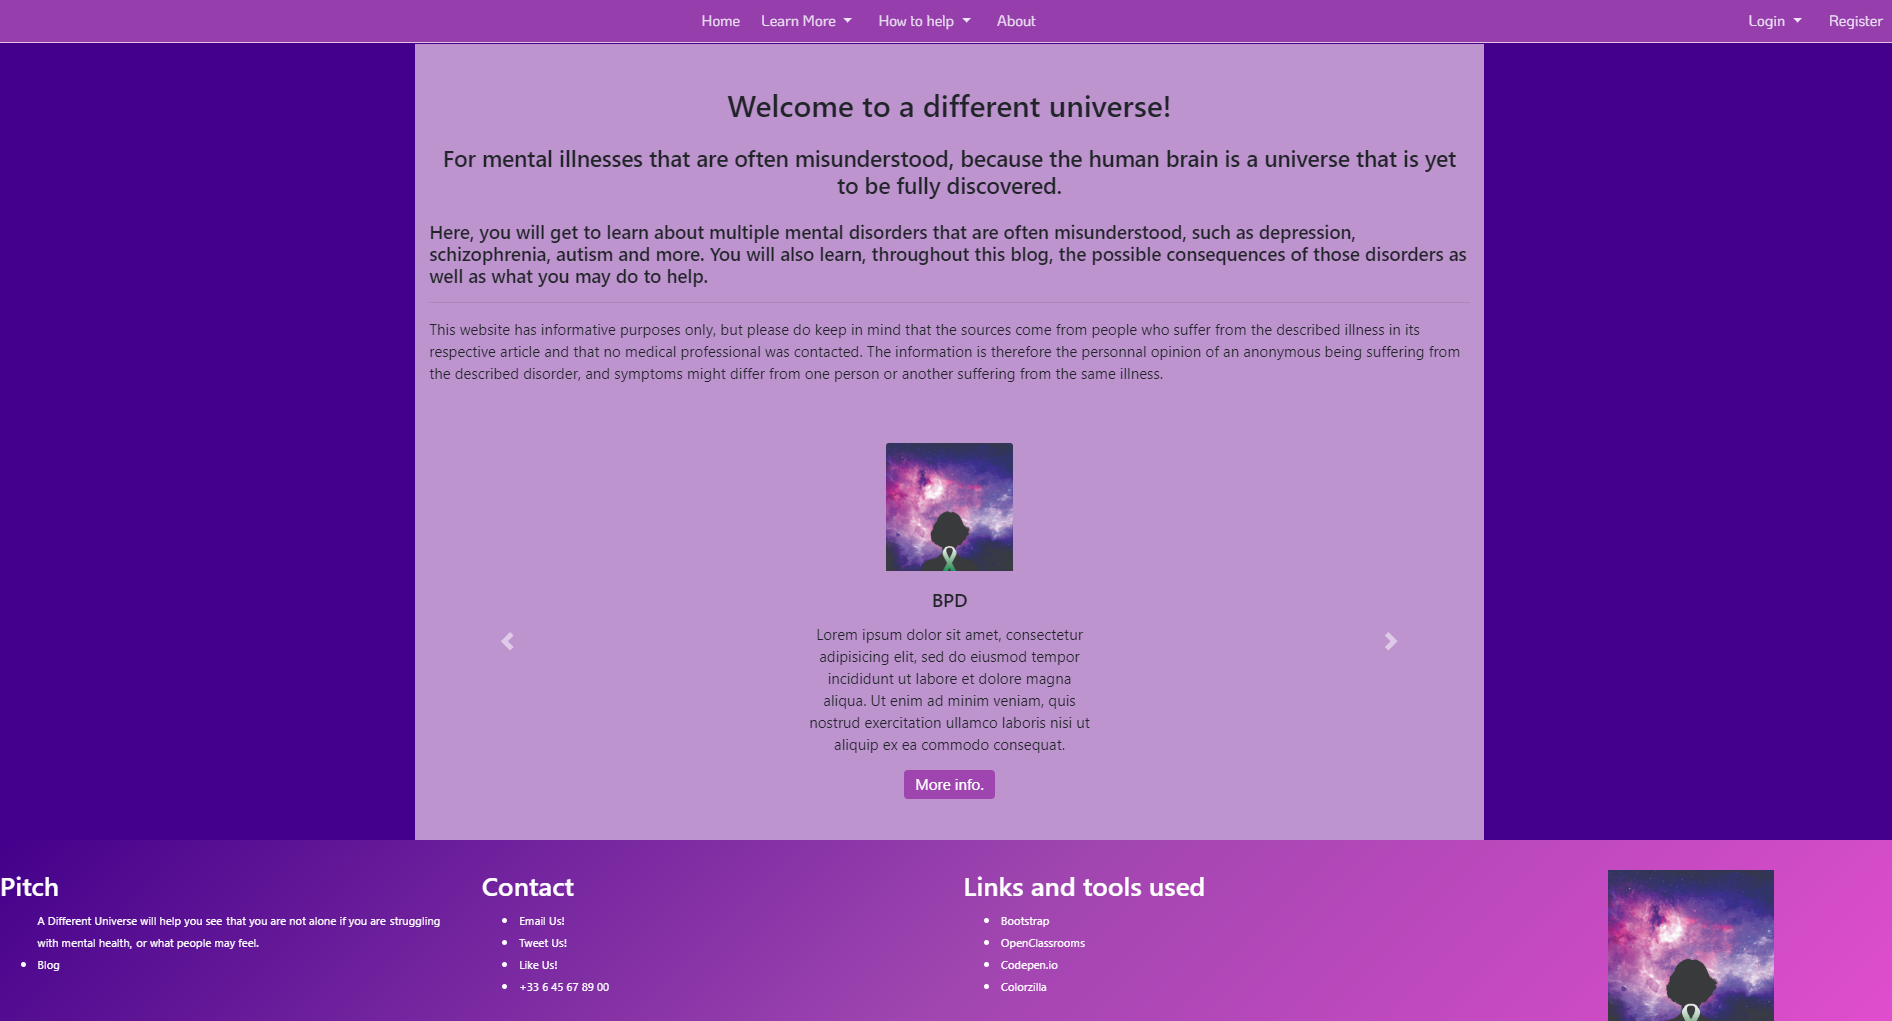 Home Learn More How to help About Login Register
Welcome to a different universe!
For mental illnesses that are often misunderstood, because the human brain is a universe that is yet
to be fully discovered.
Here, you will get to learn about multiple mental disorders that are often misunderstood, such as depression,
schizophrenia, autism and more. You will also learn, throughout this blog, the possible consequences of those disorders as
well as what you may do to help.
This website has informative purposes only, but please do keep in mind that the sources come from people who suffer from the described illness in its
respective article and that no medical professional was contacted. The information is therefore the personnal opinion of an anonymous being suffering from
the described disorder, and symptoms might differ from one person or another suffering from the same illness.
BPD
Lorem ipsum dolor sit amet, consectetur
adipisicing elit, sed do eiusmod tempor
incididunt ut labore et dolore magna
aliqua. Ut enim ad minim veniam, quis
nostrud exercitation ullamco laboris nisi ut
aliquip ex ea commodo consequat.
More info.
Pitch
A Different Universe will help you see that you are not alone if you are struggling
with mental health, or what people may feel.
Blog
Contact
Email Us!
Tweet Us!
Like Us!
+33 6 45 67 89 00
Links and tools used
Bootstrap
OpenClassrooms
Codepen.io
Colorzilla